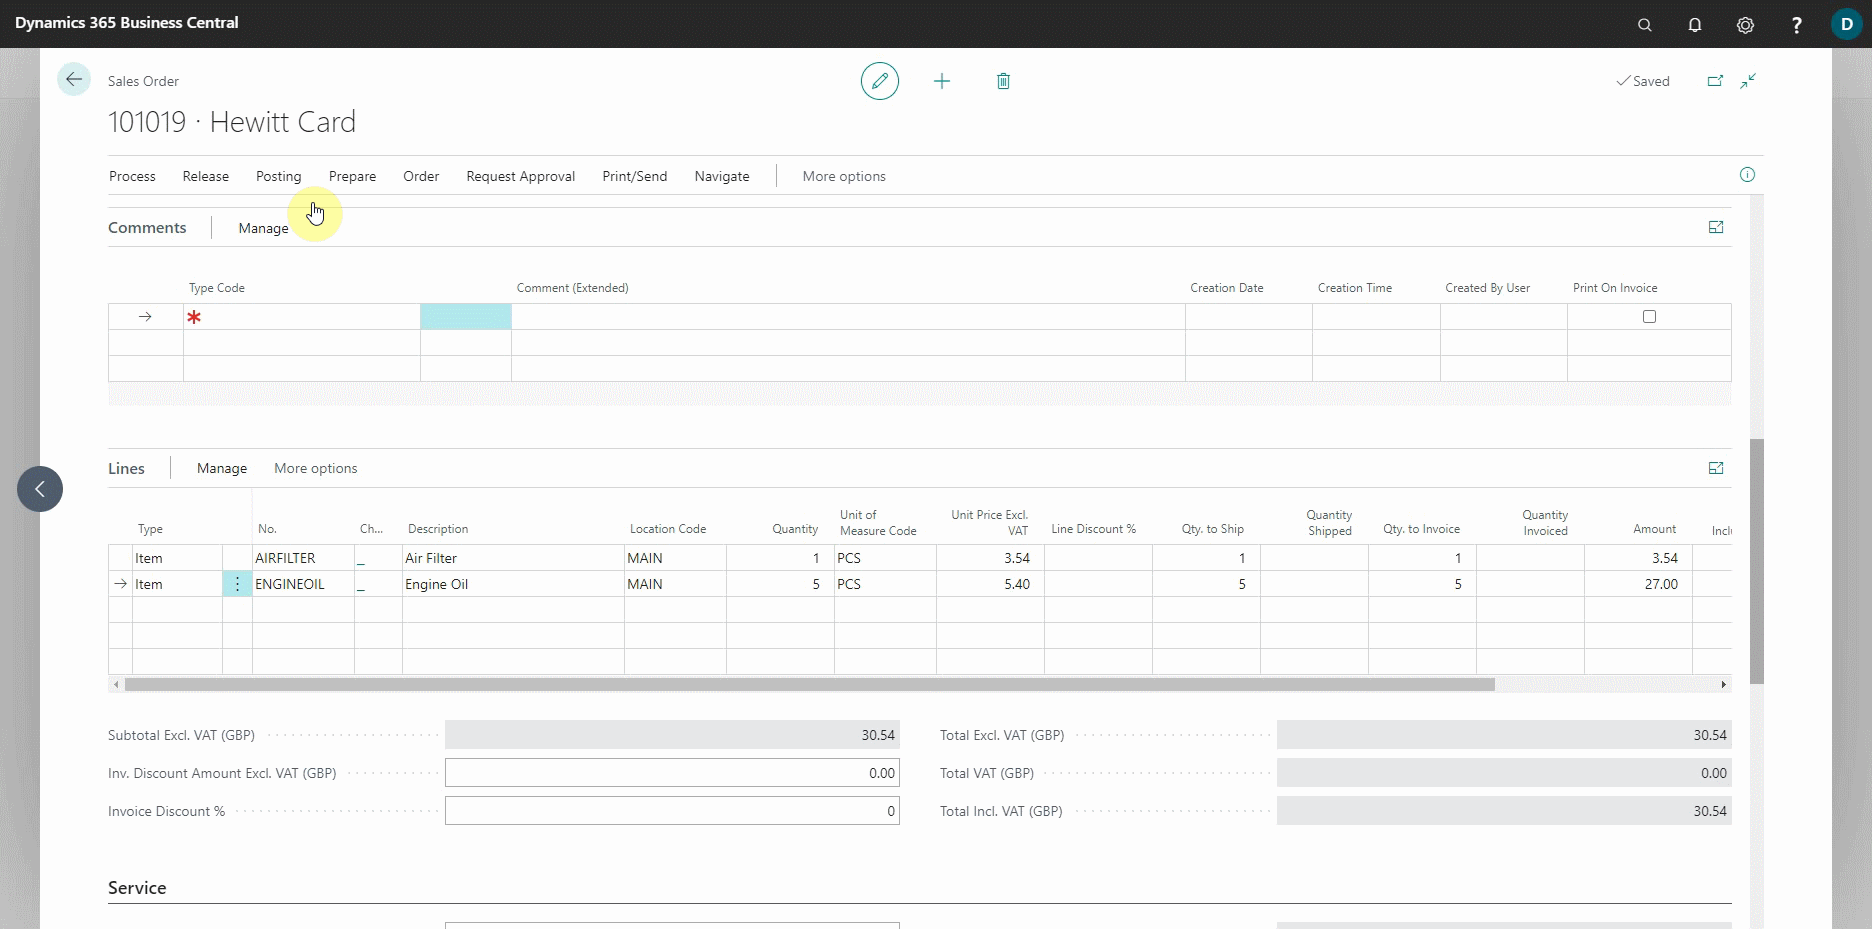 Dynamics 365 Business Central
?
D
Sales Order
Saved
101019 · Hewitt Card
Process Release Posting Prepare Order Request Approval Print/Send Navigate More options
Comments Manage
Type Code Comment (Extended) Creation Date Creation Time Created By User Print On Invoice
Lines Manage More options
Type No. Ch... Description Location Code Quantity Unit of Measure Code Unit Price Excl. VAT Line Discount % Qty. to Ship Quantity Shipped Qty. to Invoice Quantity Invoiced Amount Inclu
Item AIRFILTER _ Air Filter MAIN 1 PCS 3.54 1 1 3.54
Item ENGINEOIL _ Engine Oil MAIN 5 PCS 5.40 5 5 27.00
Subtotal Excl. VAT (GBP) 30.54 Total Excl. VAT (GBP) 30.54
Inv. Discount Amount Excl. VAT (GBP) 0.00 Total VAT (GBP) 0.00
Invoice Discount % 0 Total Incl. VAT (GBP) 30.54
Service